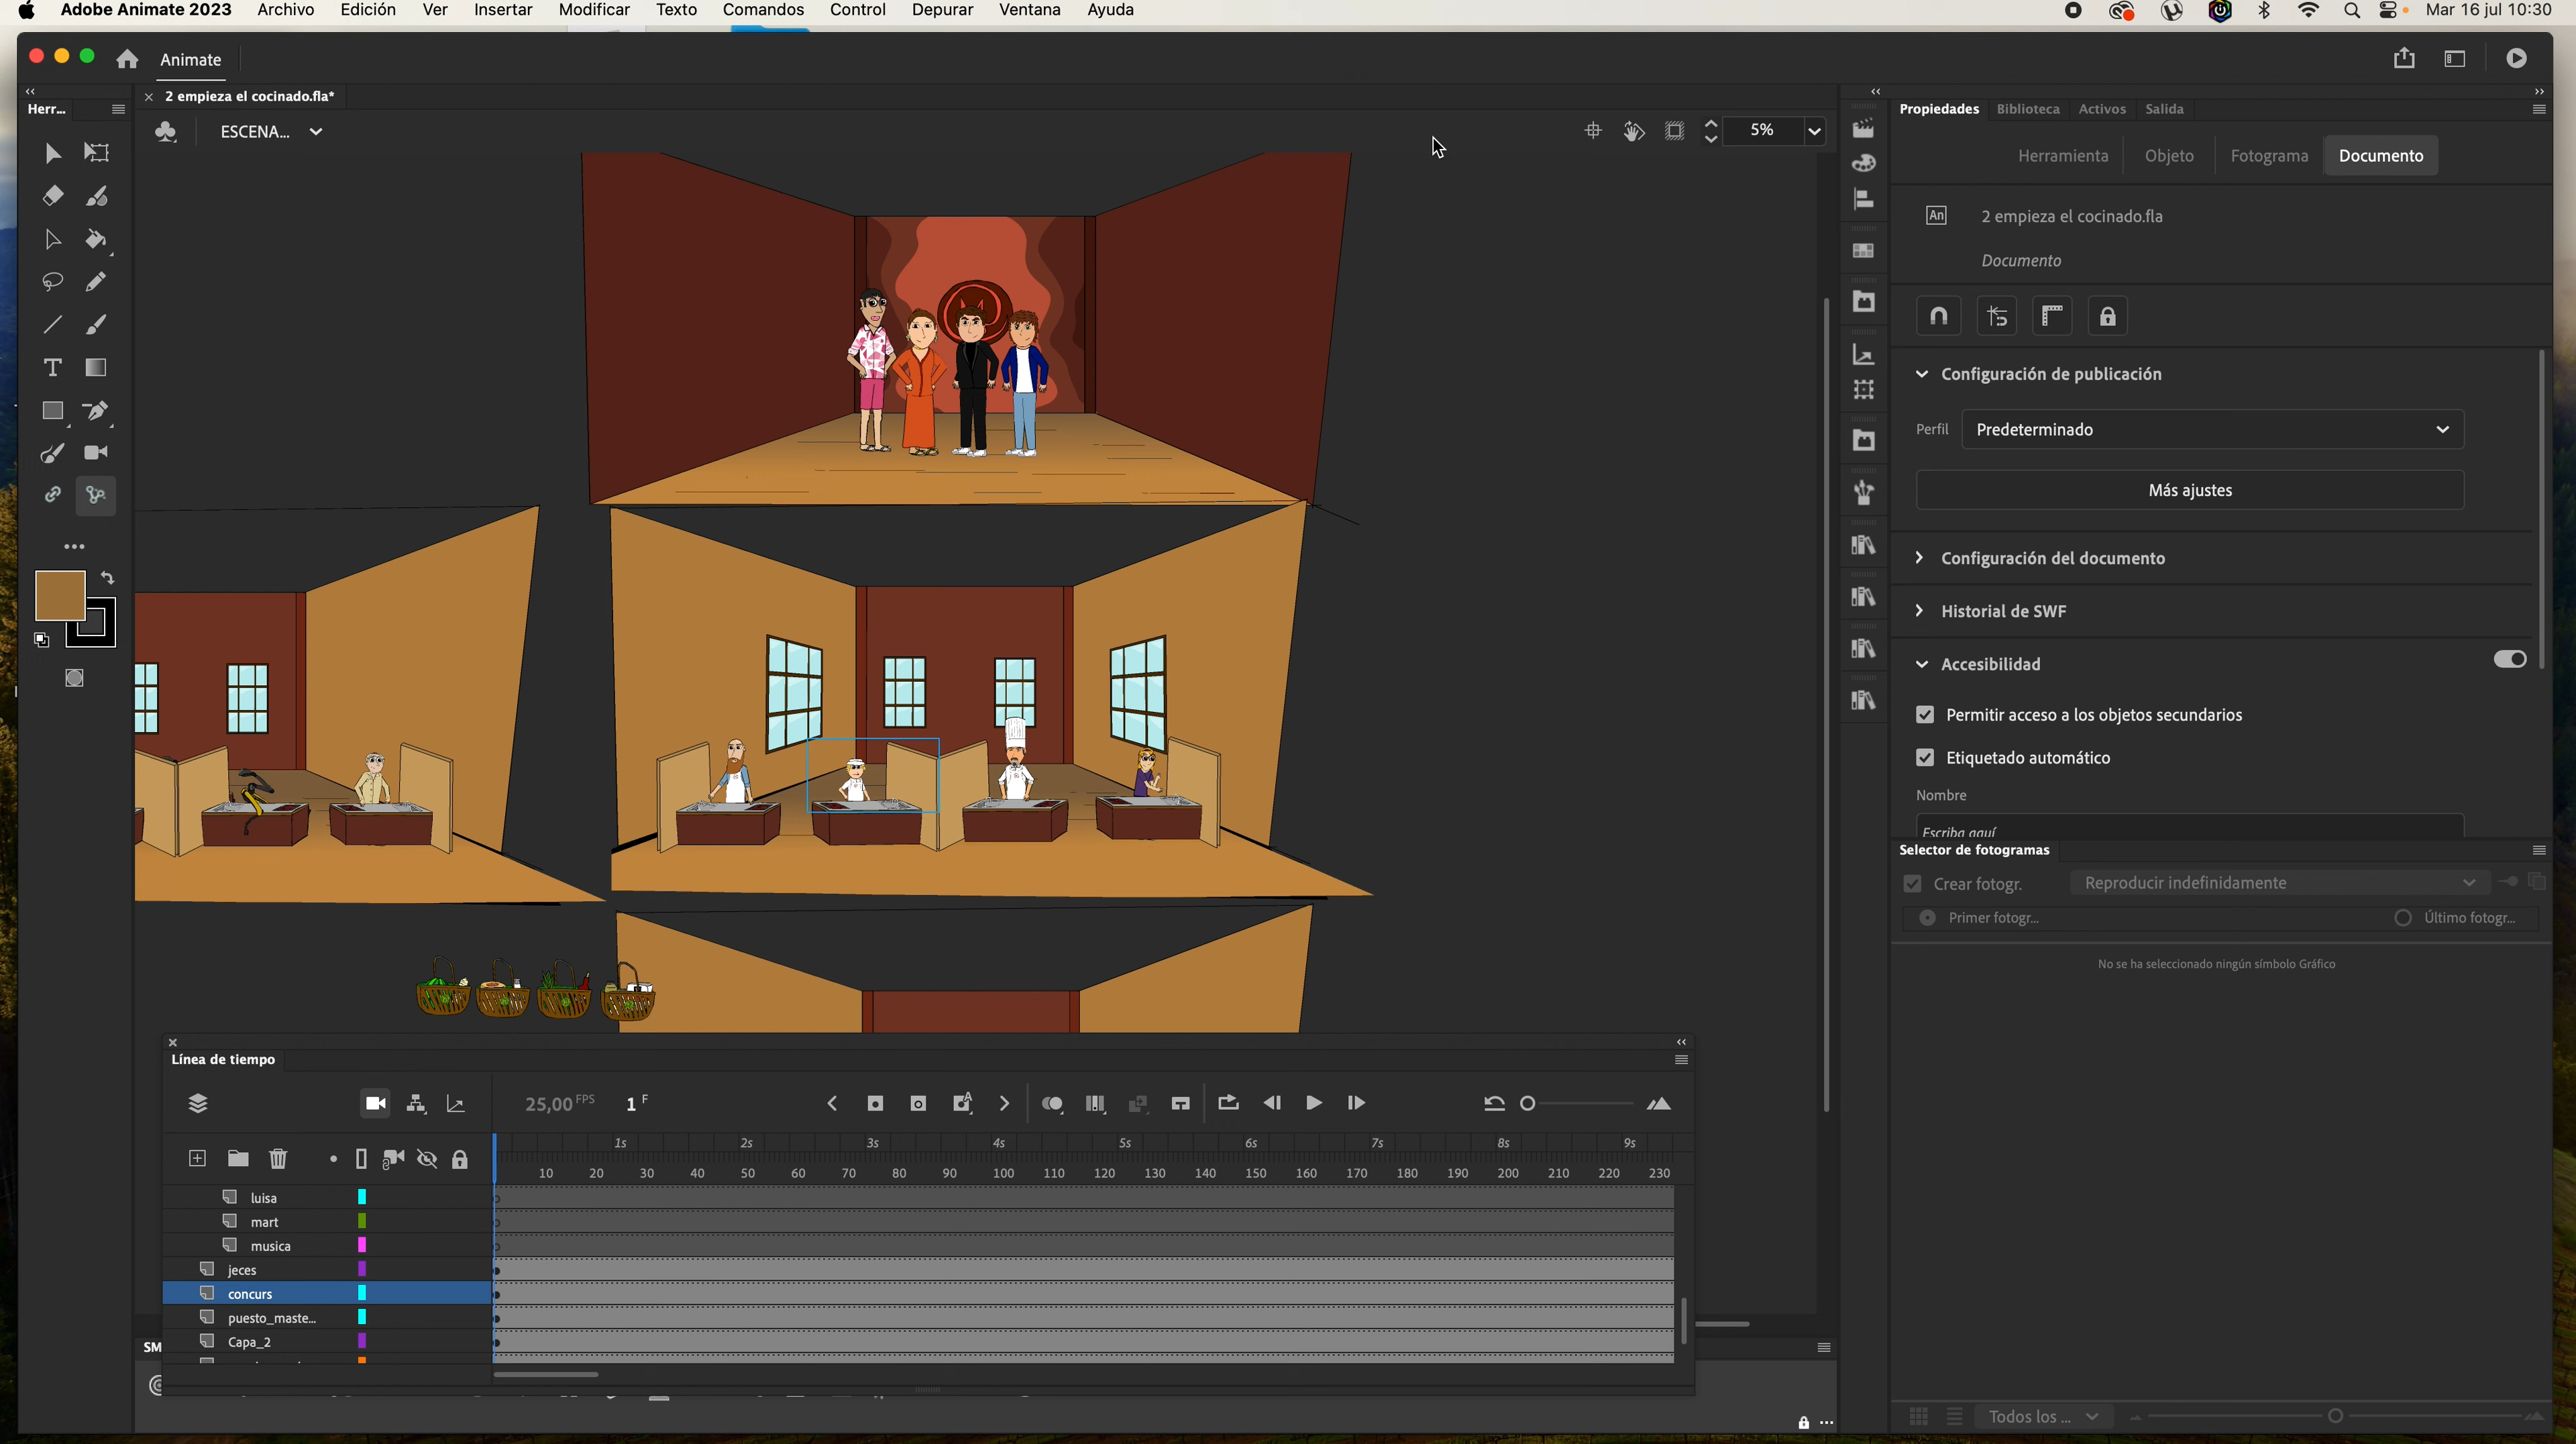 Adobe Animate 2023 Archivo Edición Ver Insertar Modificar Texto Comandos Control Depurar Ventana Ayuda Mar 16 jul 10:30
Animate
Herr...
2 empieza el cocinado.fla*
ESCENA...
5%
Propiedades Biblioteca Activos Salida
Herramienta Objeto Fotograma Documento
An 2 empieza el cocinado.fla
Documento
Configuración de publicación
Perfil Predeterminado
Más ajustes
Configuración del documento
Historial de SWF
Accesibilidad
Permitir acceso a los objetos secundarios
Etiquetado automático
Nombre
Escriba aquí
Selector de fotogramas
Crear fotogr. Reproducir indefinidamente
Primer fotogr... Último fotogr...
No se ha seleccionado ningún símbolo Gráfico
Todos los ...
Línea de tiempo
25,00 FPS 1 F
1s 2s 3s 4s 5s 6s 7s 8s 9s
10 20 30 40 50 60 70 80 90 100 110 120 130 140 150 160 170 180 190 200 210 220 230
luisa
mart
musica
jeces
concurs
puesto_maste...
Capa_2
SM